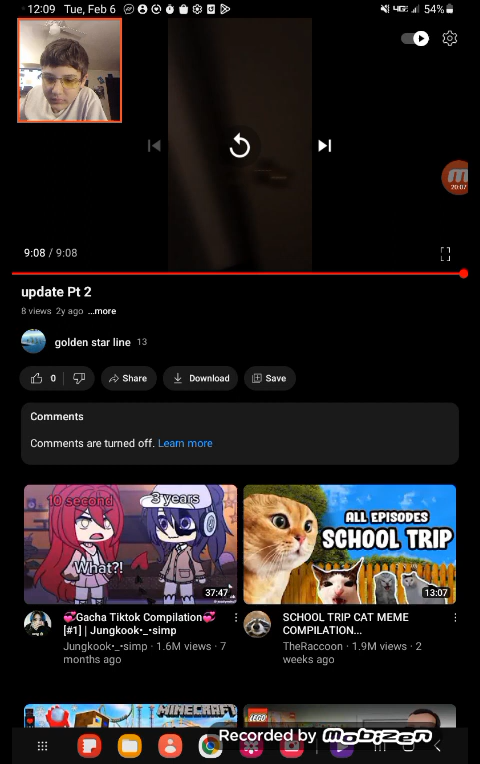 12:09 Tue, Feb 6
54%
20:07
9:08 / 9:08
update Pt 2
8 views 2y ago ...more
golden star line 13
0 Share Download Save
Comments
Comments are turned off. Learn more
10 second 3 years
What?!
37:47
ALL EPISODES
SCHOOL TRIP
13:07
💞Gacha Tiktok Compilation💞
[#1] | Jungkook•_•simp
Jungkook•_•simp · 1.6M views · 7
months ago
SCHOOL TRIP CAT MEME
COMPILATION...
TheRaccoon · 1.9M views · 2
weeks ago
MINECRAFT
LEGO
Recorded by Mobizen